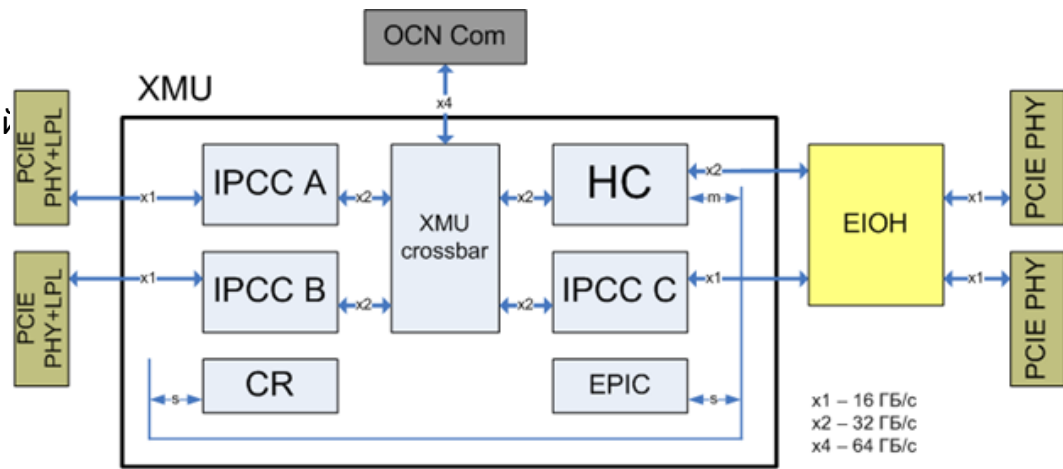 OCN Com
XMU
x4
й
PCIE
PHY+LPL
x1
IPCC A
x2
XMU
crossbar
x2
HC
x2
m
EIOH
x1
PCIE PHY
PCIE
PHY+LPL
x1
IPCC B
x2
x2
IPCC C
x1
x1
PCIE PHY
s
CR
EPIC
s
x1 – 16 ГБ/с
x2 – 32 ГБ/с
x4 – 64 ГБ/с